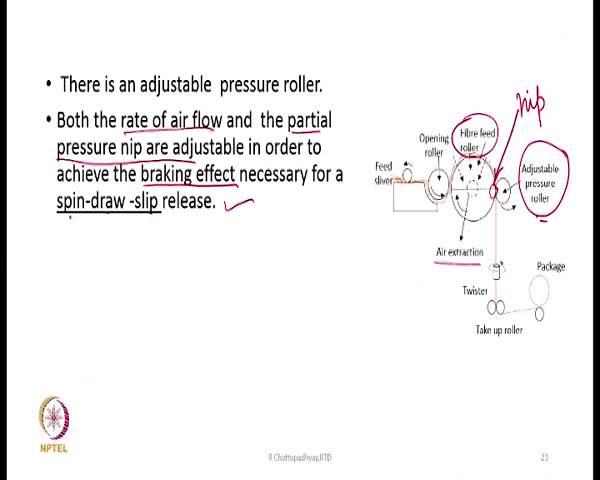 • There is an adjustable pressure roller.
• Both the rate of air flow and the partial
pressure nip are adjustable in order to
achieve the braking effect necessary for a
spin-draw -slip release.
nip
Opening
roller
Fibre feed
roller
Feed
diver
Adjustable
pressure
roller
Air extraction
Package
Twister
Take up roller
NPTEL
R Chattopadhyay,IITD
23